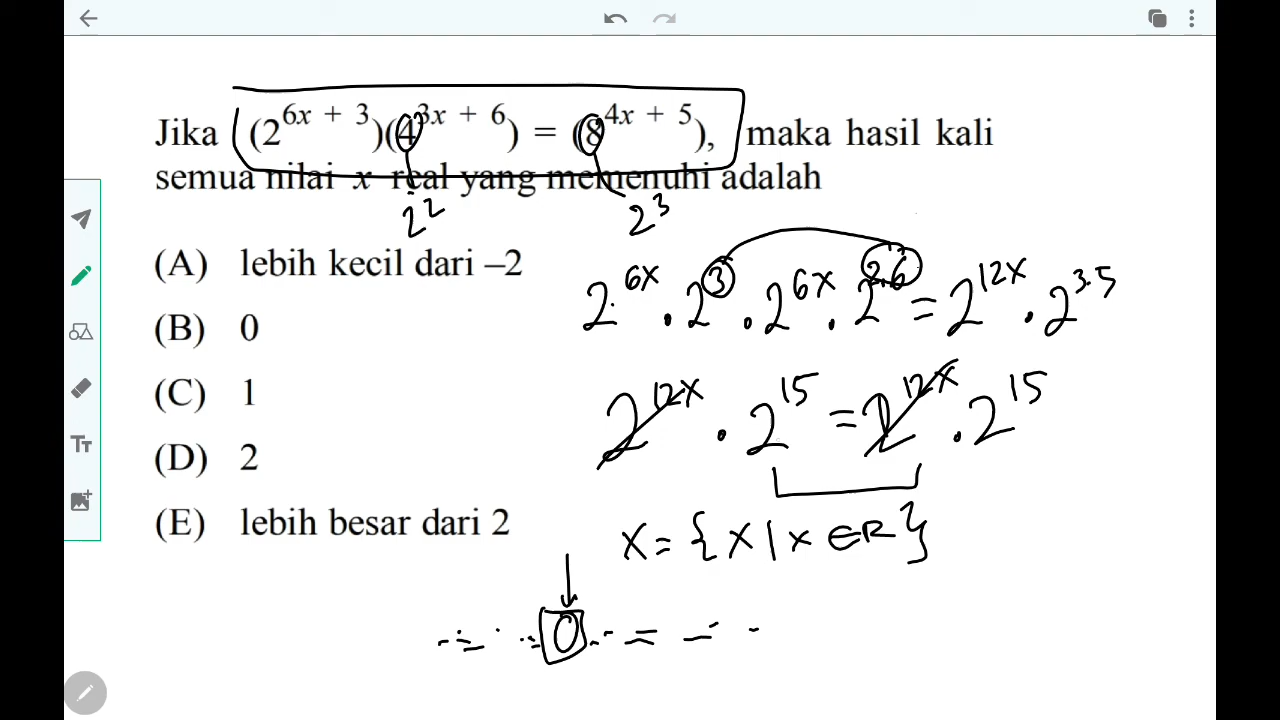 Jika (2^{6x + 3})(4^{3x + 6}) = (8^{4x + 5}), maka hasil kali
semua nilai x real yang memenuhi adalah
2^2 2^3
(A) lebih kecil dari –2
(B) 0
(C) 1
(D) 2
(E) lebih besar dari 2
2^{6x} . 2^3 . 2^{6x} . 2^{2.6} = 2^{12x} . 2^{3.5}
2^{12x} . 2^{15} = 2^{12x} . 2^{15}
x = {x | x ∈ R}
0
Tт